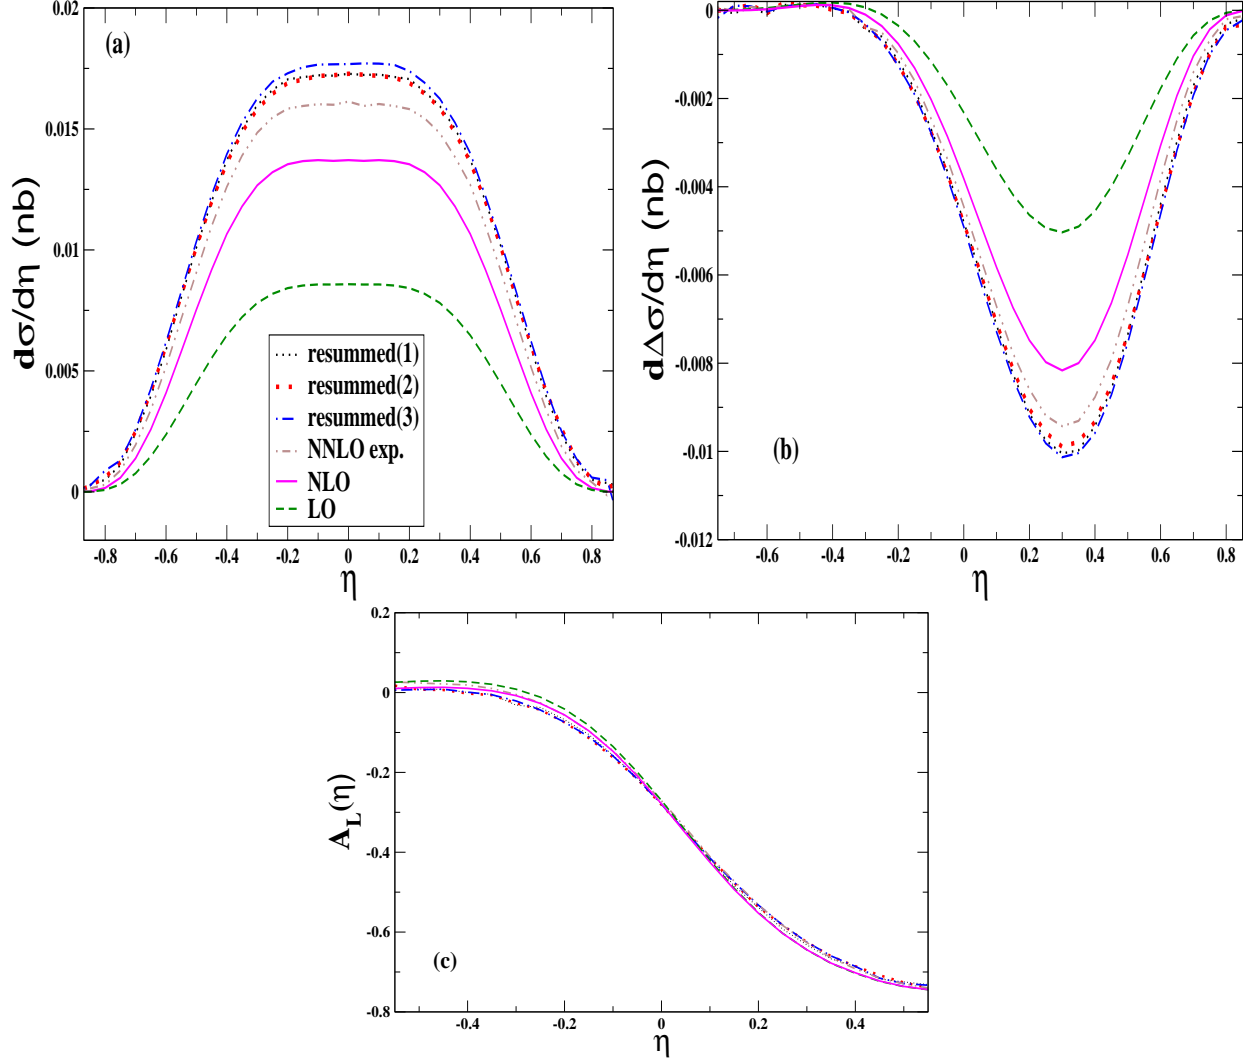 0.02
0.015
0.01
0.005
0
dσ/dη (nb)
(a)
resummed(1)
resummed(2)
resummed(3)
NNLO exp.
NLO
LO
-0.8 -0.6 -0.4 -0.2 0 0.2 0.4 0.6 0.8
η
0
-0.002
-0.004
-0.006
-0.008
-0.01
-0.012
dΔσ/dη (nb)
(b)
-0.6 -0.4 -0.2 0 0.2 0.4 0.6 0.8
η
0.2
0
-0.2
-0.4
-0.6
-0.8
A_L(η)
(c)
-0.4 -0.2 0 0.2 0.4
η